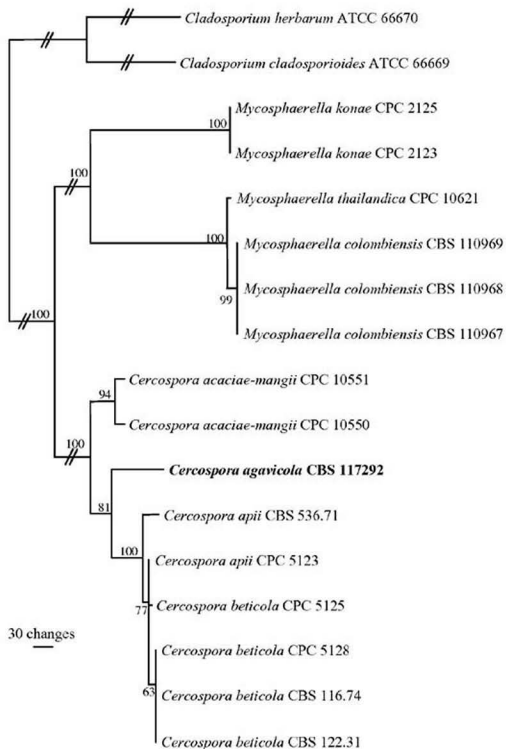 Cladosporium herbarum ATCC 66670
Cladosporium cladosporioides ATCC 66669
Mycosphaerella konae CPC 2125
100
Mycosphaerella konae CPC 2123
100
Mycosphaerella thailandica CPC 10621
100
Mycosphaerella colombiensis CBS 110969
Mycosphaerella colombiensis CBS 110968
99
Mycosphaerella colombiensis CBS 110967
100
Cercospora acaciae-mangii CPC 10551
94
Cercospora acaciae-mangii CPC 10550
100
Cercospora agavicola CBS 117292
81
Cercospora apii CBS 536.71
100
Cercospora apii CPC 5123
Cercospora beticola CPC 5125
77
30 changes
Cercospora beticola CPC 5128
63
Cercospora beticola CBS 116.74
Cercospora beticola CBS 122.31